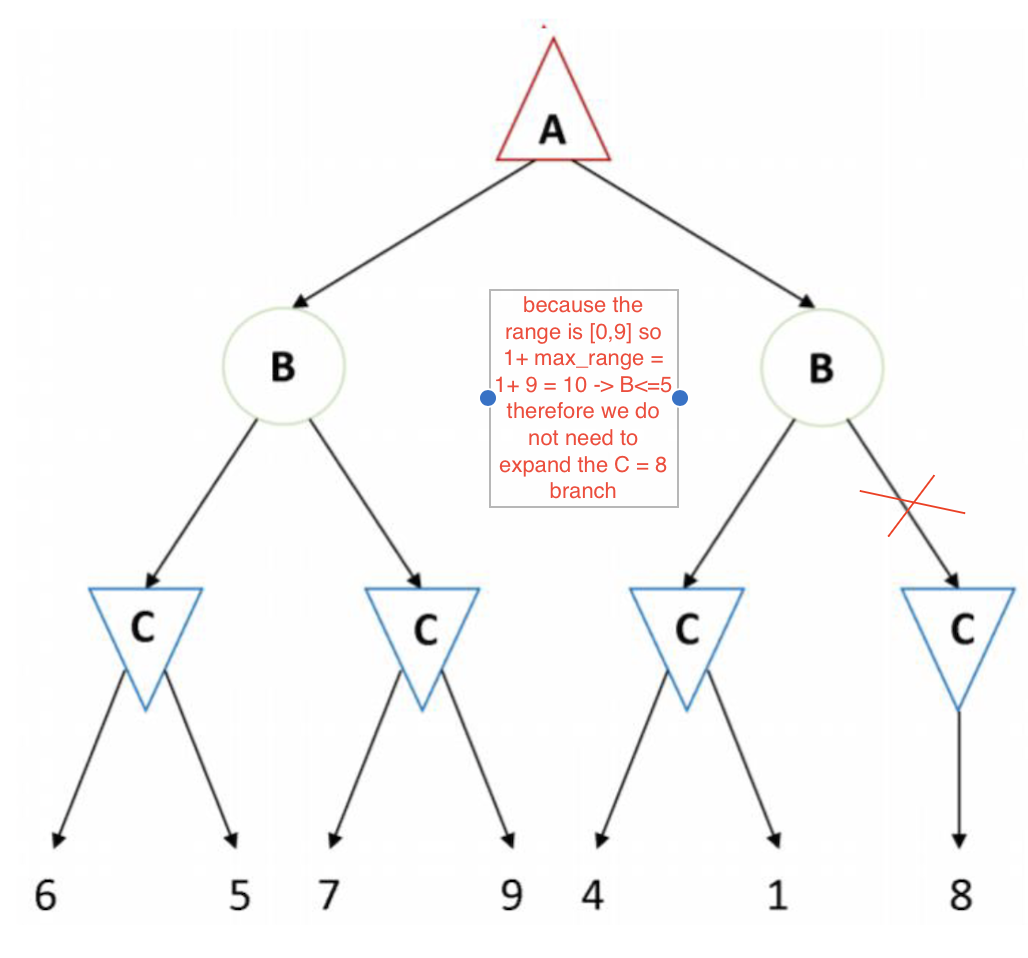 A
B
because the
range is [0,9] so
1+ max_range =
1+ 9 = 10 -> B<=5
therefore we do
not need to
expand the C = 8
branch
B
C
C
C
C
6 5 7 9 4 1 8